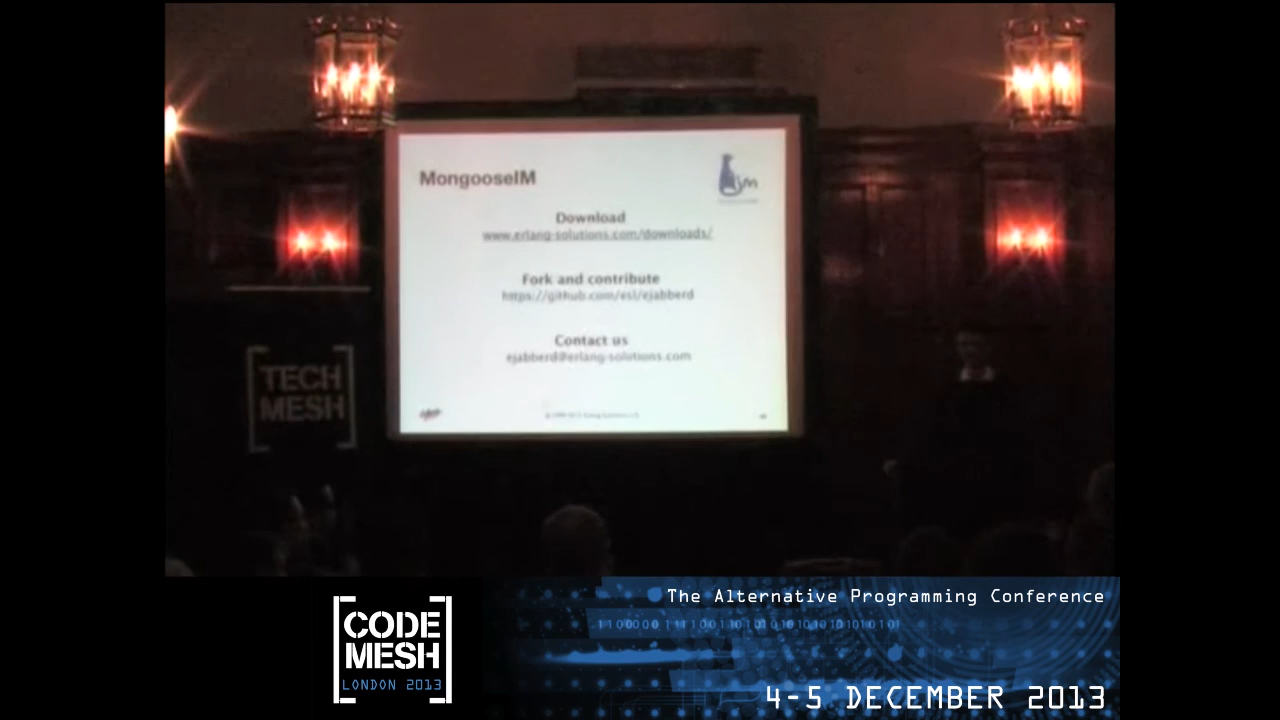 MongooseIM
im
Download
www.erlang-solutions.com/downloads/
Fork and contribute
https://github.com/esl/ejabberd
Contact us
ejabberd@erlang-solutions.com
TECH
MESH
CODE
MESH
LONDON 2013
The Alternative Programming Conference
4-5 DECEMBER 2013